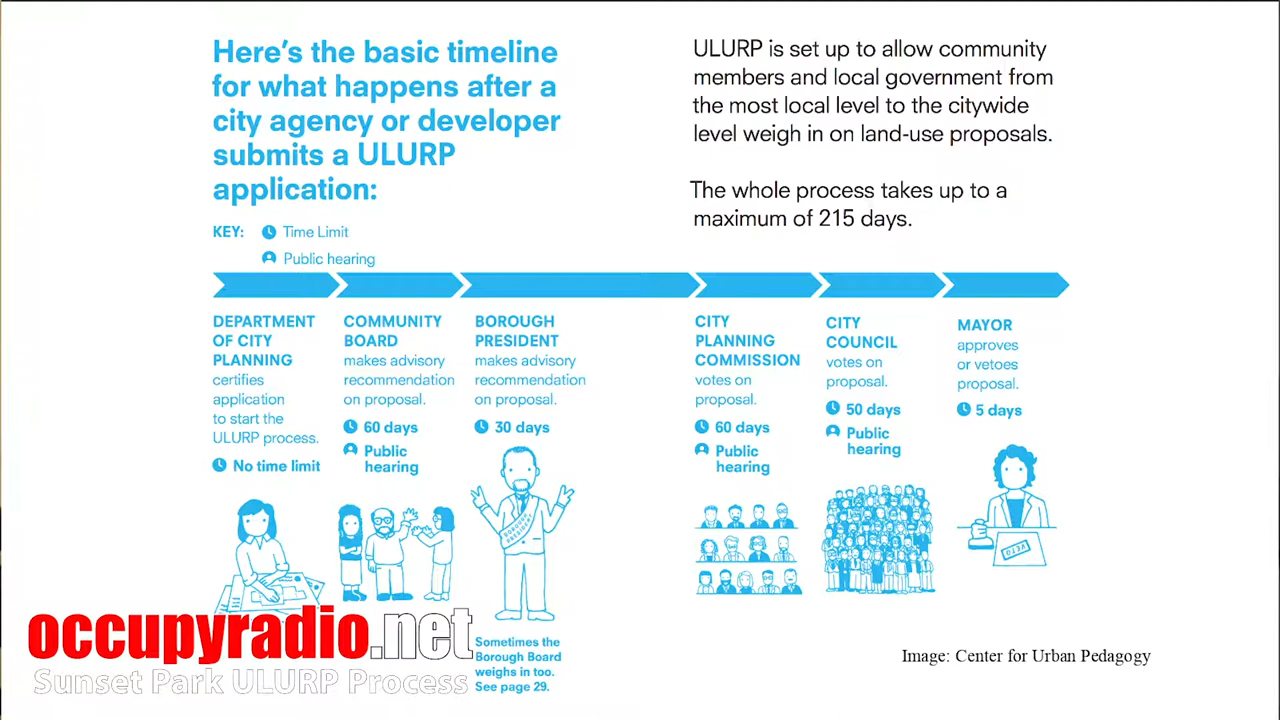 Here's the basic timeline
for what happens after a
city agency or developer
submits a ULURP
application:
KEY:
Time Limit
Public hearing
ULURP is set up to allow community
members and local government from
the most local level to the citywide
level weigh in on land-use proposals.
The whole process takes up to a
maximum of 215 days.
DEPARTMENT
OF CITY
PLANNING
certifies
application
to start the
ULURP process.
No time limit
COMMUNITY
BOARD
makes advisory
recommendation
on proposal.
60 days
Public
hearing
BOROUGH
PRESIDENT
makes advisory
recommendation
on proposal.
30 days
BOROUGH
PRESIDENT
Sometimes the
Borough Board
weighs in too.
See page 29.
CITY
PLANNING
COMMISSION
votes on
proposal.
60 days
Public
hearing
CITY
COUNCIL
votes on
proposal.
50 days
Public
hearing
MAYOR
approves
or vetoes
proposal.
5 days
VETO
occupyradio.net
Sunset Park ULURP Process
Image: Center for Urban Pedagogy